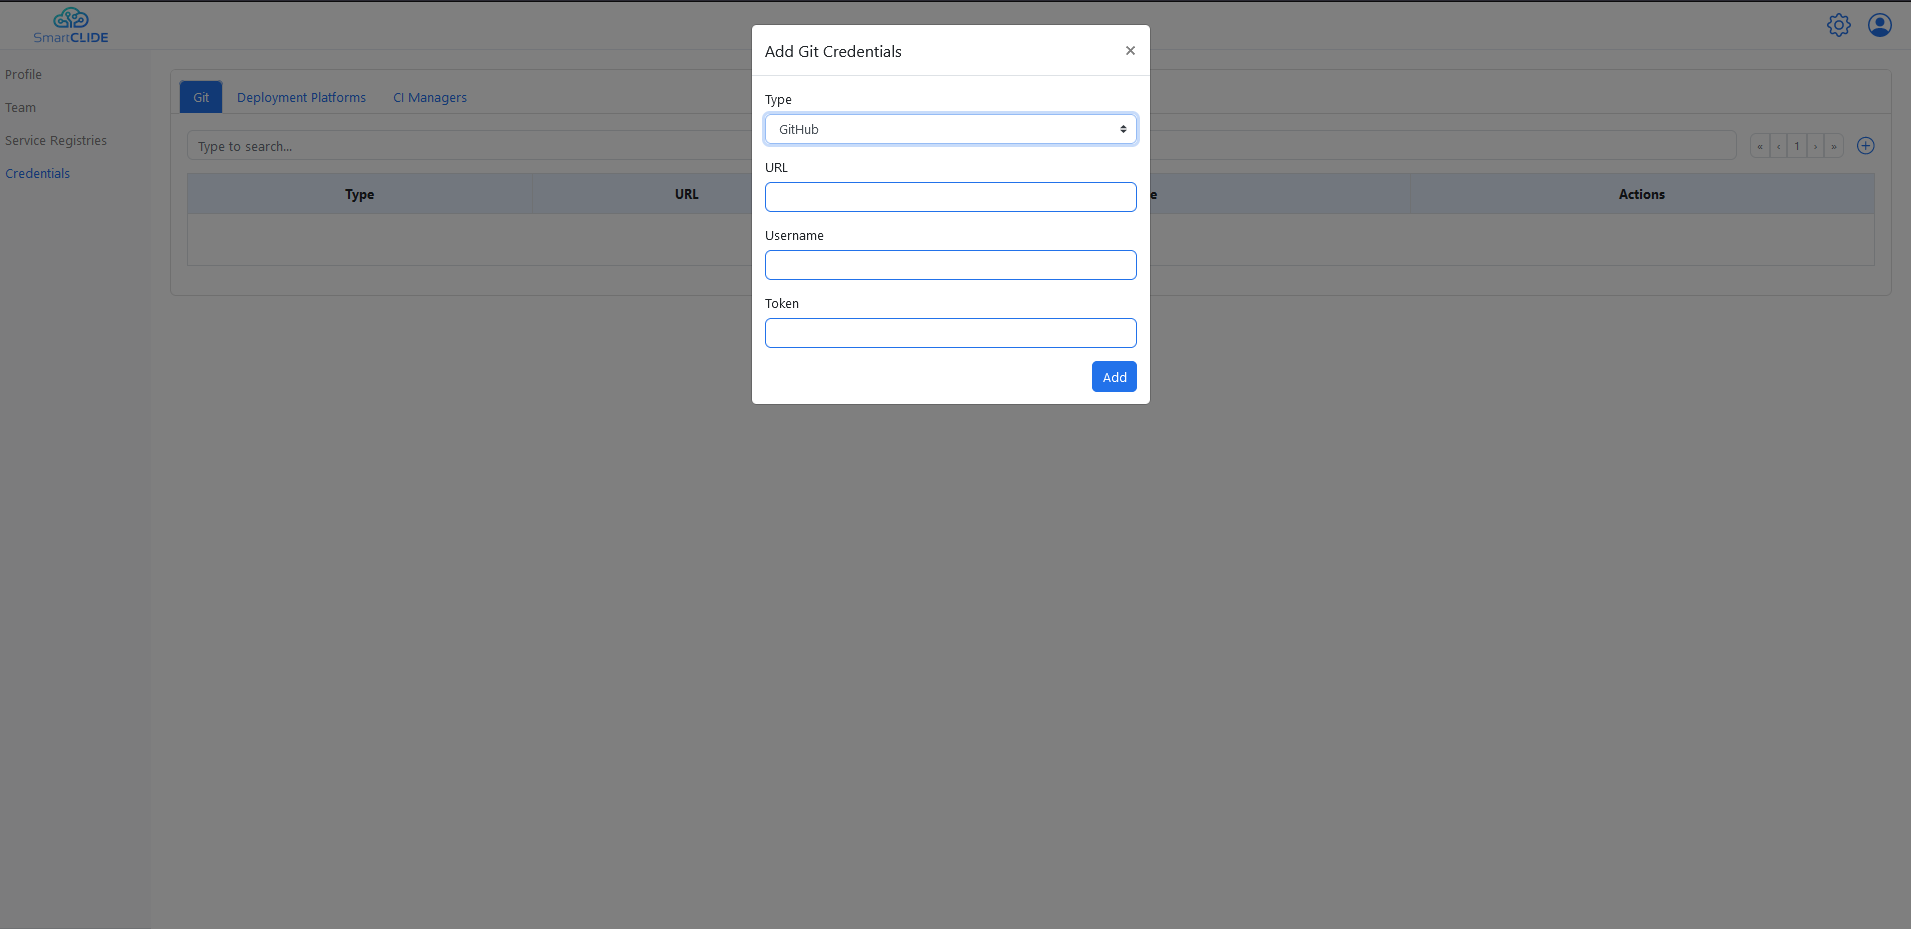 SmartCLIDE
Profile
Team
Service Registries
Credentials
Git Deployment Platforms CI Managers
Type to search...
« ‹ 1 › »
Type URL e Actions
Add Git Credentials ×
Type
GitHub
URL
Username
Token
Add